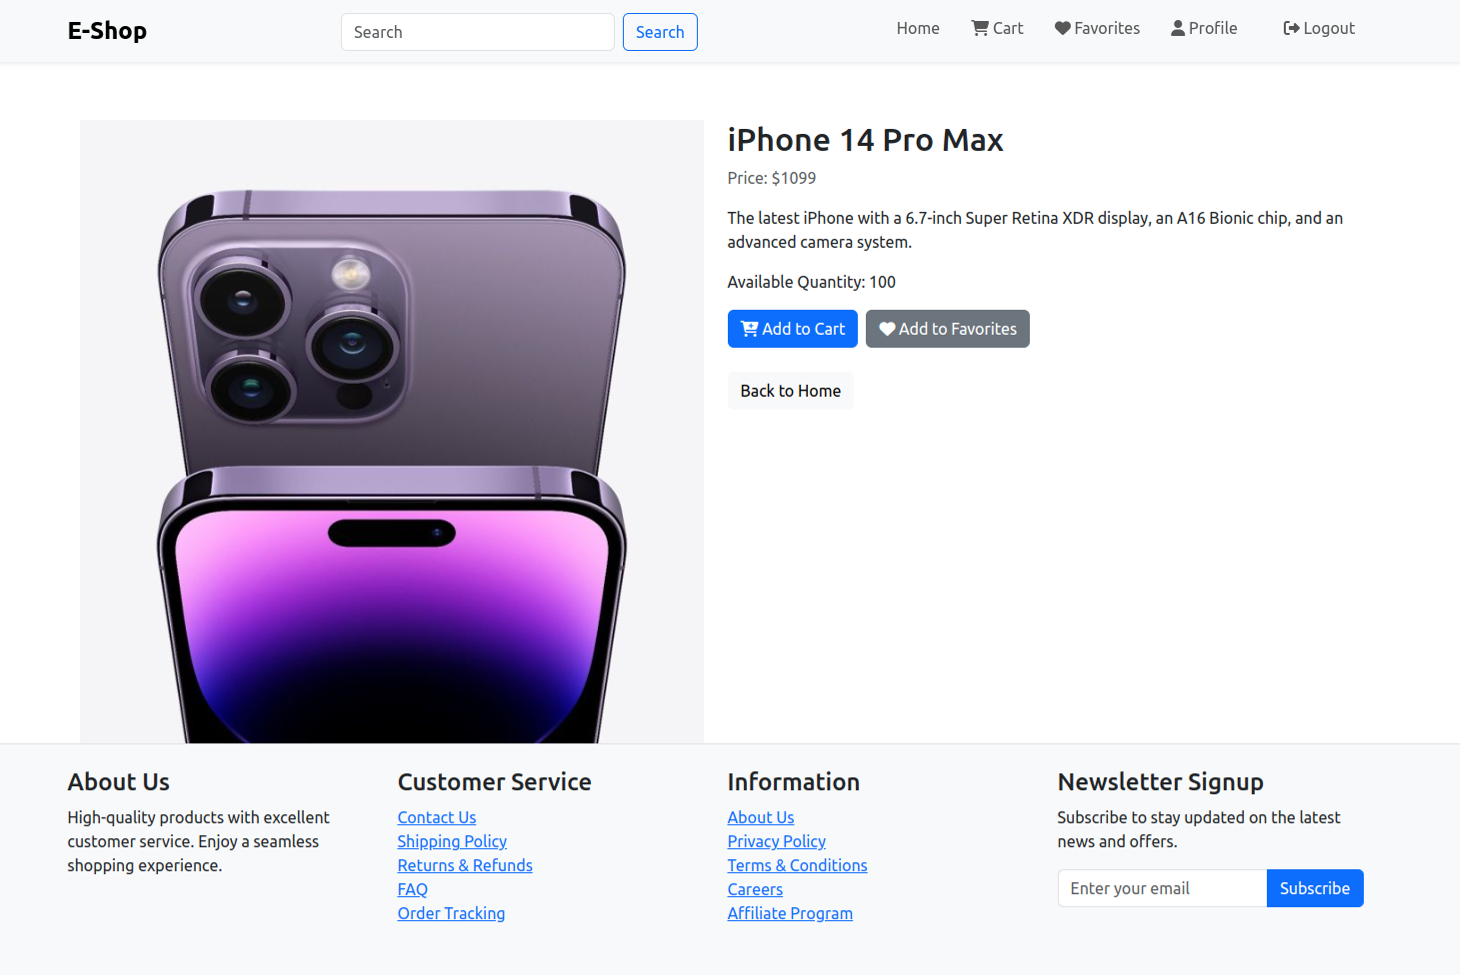 E-Shop
Search
Search
Home
Cart
Favorites
Profile
Logout
iPhone 14 Pro Max
Price: $1099
The latest iPhone with a 6.7-inch Super Retina XDR display, an A16 Bionic chip, and an
advanced camera system.
Available Quantity: 100
Add to Cart
Add to Favorites
Back to Home
About Us
High-quality products with excellent
customer service. Enjoy a seamless
shopping experience.
Customer Service
Contact Us
Shipping Policy
Returns & Refunds
FAQ
Order Tracking
Information
About Us
Privacy Policy
Terms & Conditions
Careers
Affiliate Program
Newsletter Signup
Subscribe to stay updated on the latest
news and offers.
Enter your email
Subscribe